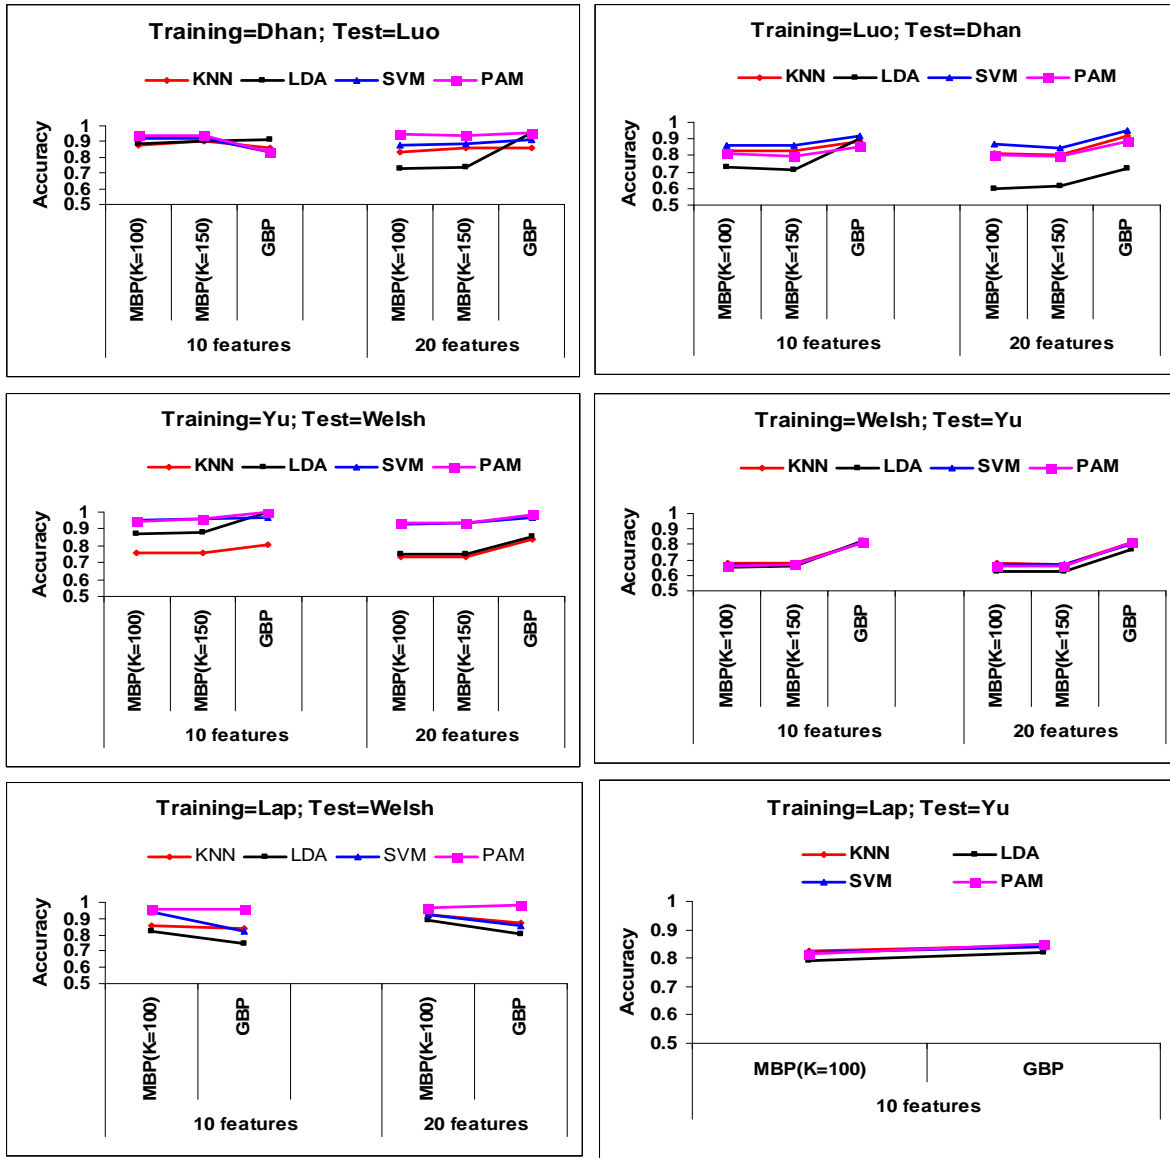 Training=Dhan; Test=Luo
KNN LDA SVM PAM
Accuracy
1
0.9
0.8
0.7
0.6
0.5
MBP(K=100)
MBP(K=150)
GBP
MBP(K=100)
MBP(K=150)
GBP
10 features 20 features
Training=Luo; Test=Dhan
KNN LDA SVM PAM
Accuracy
1
0.9
0.8
0.7
0.6
0.5
MBP(K=100)
MBP(K=150)
GBP
MBP(K=100)
MBP(K=150)
GBP
10 features 20 features
Training=Yu; Test=Welsh
KNN LDA SVM PAM
Accuracy
1
0.9
0.8
0.7
0.6
0.5
MBP(K=100)
MBP(K=150)
GBP
MBP(K=100)
MBP(K=150)
GBP
10 features 20 features
Training=Welsh; Test=Yu
KNN LDA SVM PAM
Accuracy
1
0.9
0.8
0.7
0.6
0.5
MBP(K=100)
MBP(K=150)
GBP
MBP(K=100)
MBP(K=150)
GBP
10 features 20 features
Training=Lap; Test=Welsh
KNN LDA SVM PAM
Accuracy
1
0.9
0.8
0.7
0.6
0.5
MBP(K=100)
GBP
MBP(K=100)
GBP
10 features 20 features
Training=Lap; Test=Yu
KNN LDA
SVM PAM
Accuracy
1
0.9
0.8
0.7
0.6
0.5
MBP(K=100) GBP
10 features